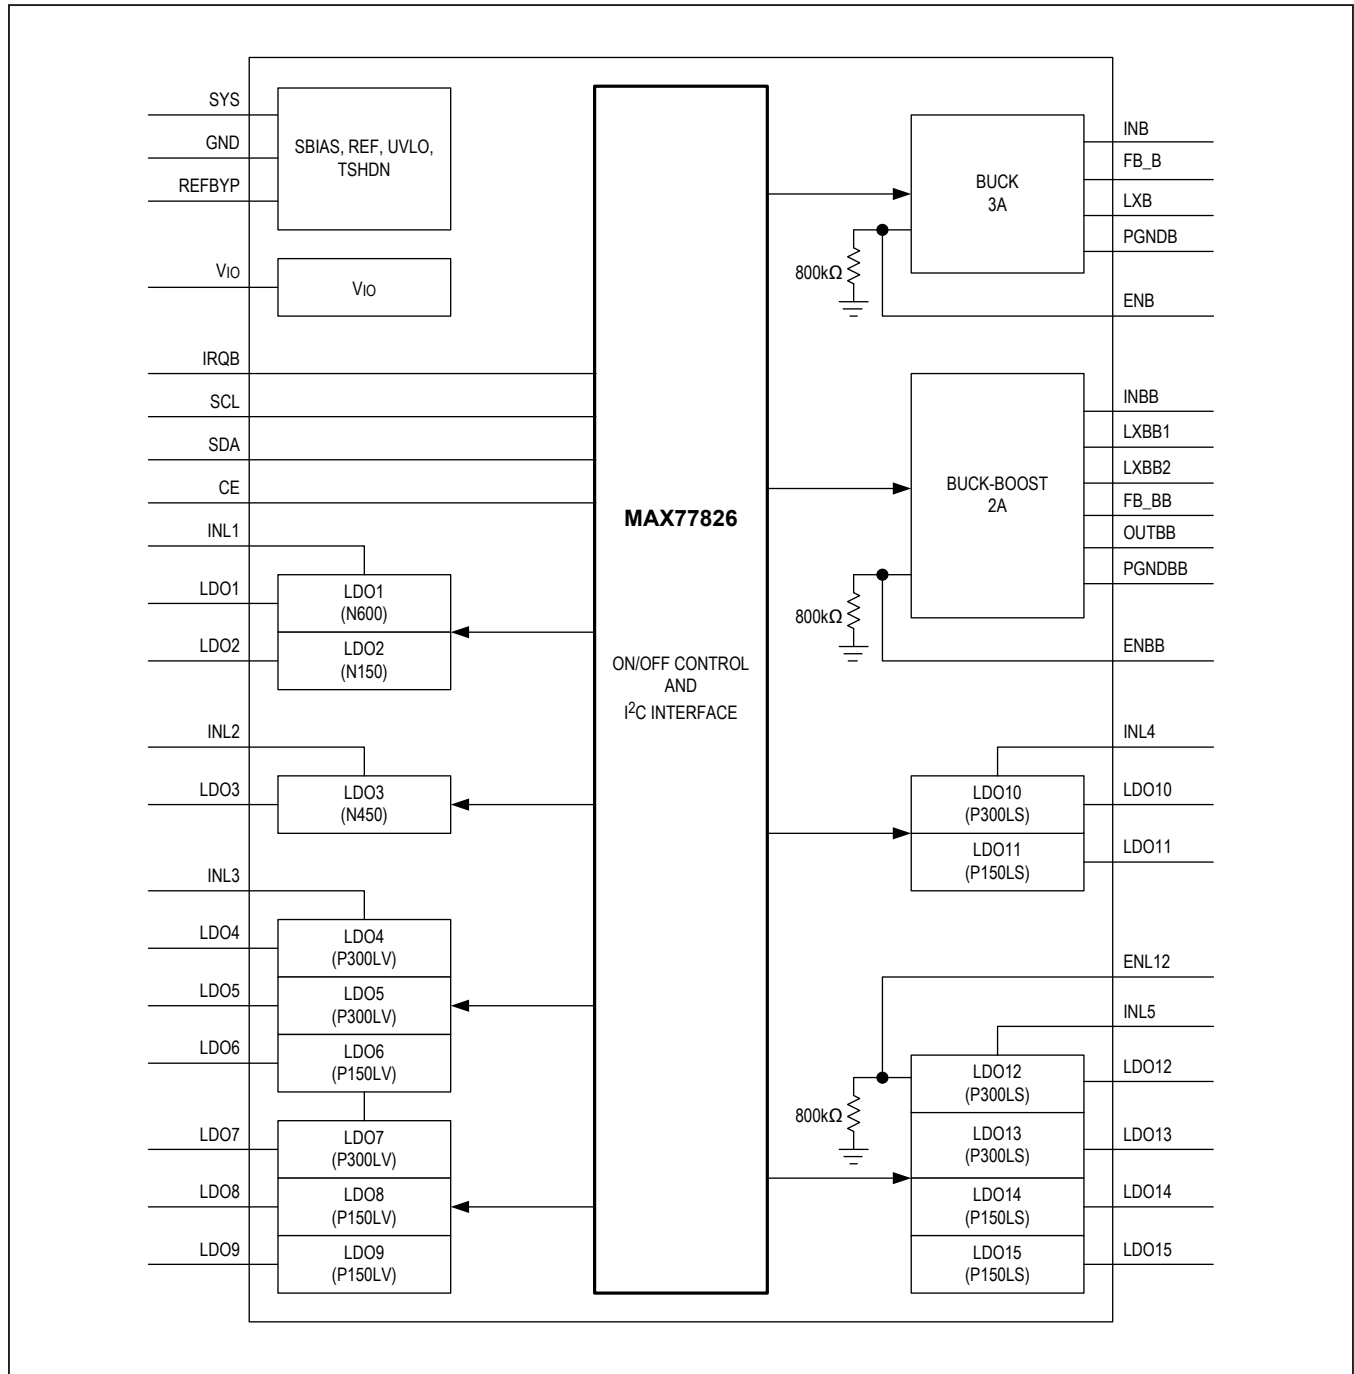 SYS
GND
REFBYP
SBIAS, REF, UVLO,
TSHDN
VIO
VIO
IRQB
SCL
SDA
CE
INL1
LDO1
LDO2
LDO1
(N600)
LDO2
(N150)
INL2
LDO3
LDO3
(N450)
INL3
LDO4
LDO5
LDO6
LDO4
(P300LV)
LDO5
(P300LV)
LDO6
(P150LV)
LDO7
LDO8
LDO9
LDO7
(P300LV)
LDO8
(P150LV)
LDO9
(P150LV)
MAX77826
ON/OFF CONTROL
AND
I2C INTERFACE
BUCK
3A
800kΩ
INB
FB_B
LXB
PGNDB
ENB
BUCK-BOOST
2A
800kΩ
INBB
LXBB1
LXBB2
FB_BB
OUTBB
PGNDBB
ENBB
INL4
LDO10
(P300LS)
LDO11
(P150LS)
LDO10
LDO11
ENL12
INL5
800kΩ
LDO12
(P300LS)
LDO13
(P300LS)
LDO14
(P150LS)
LDO15
(P150LS)
LDO12
LDO13
LDO14
LDO15